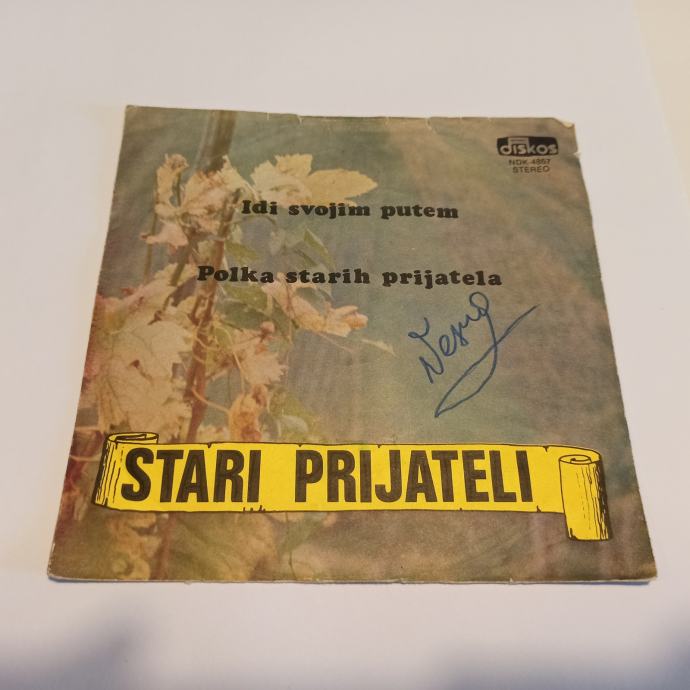 diskos
NDK-4867
STEREO
Idi svojim putem
Polka starih prijatela
STARI PRIJATELI